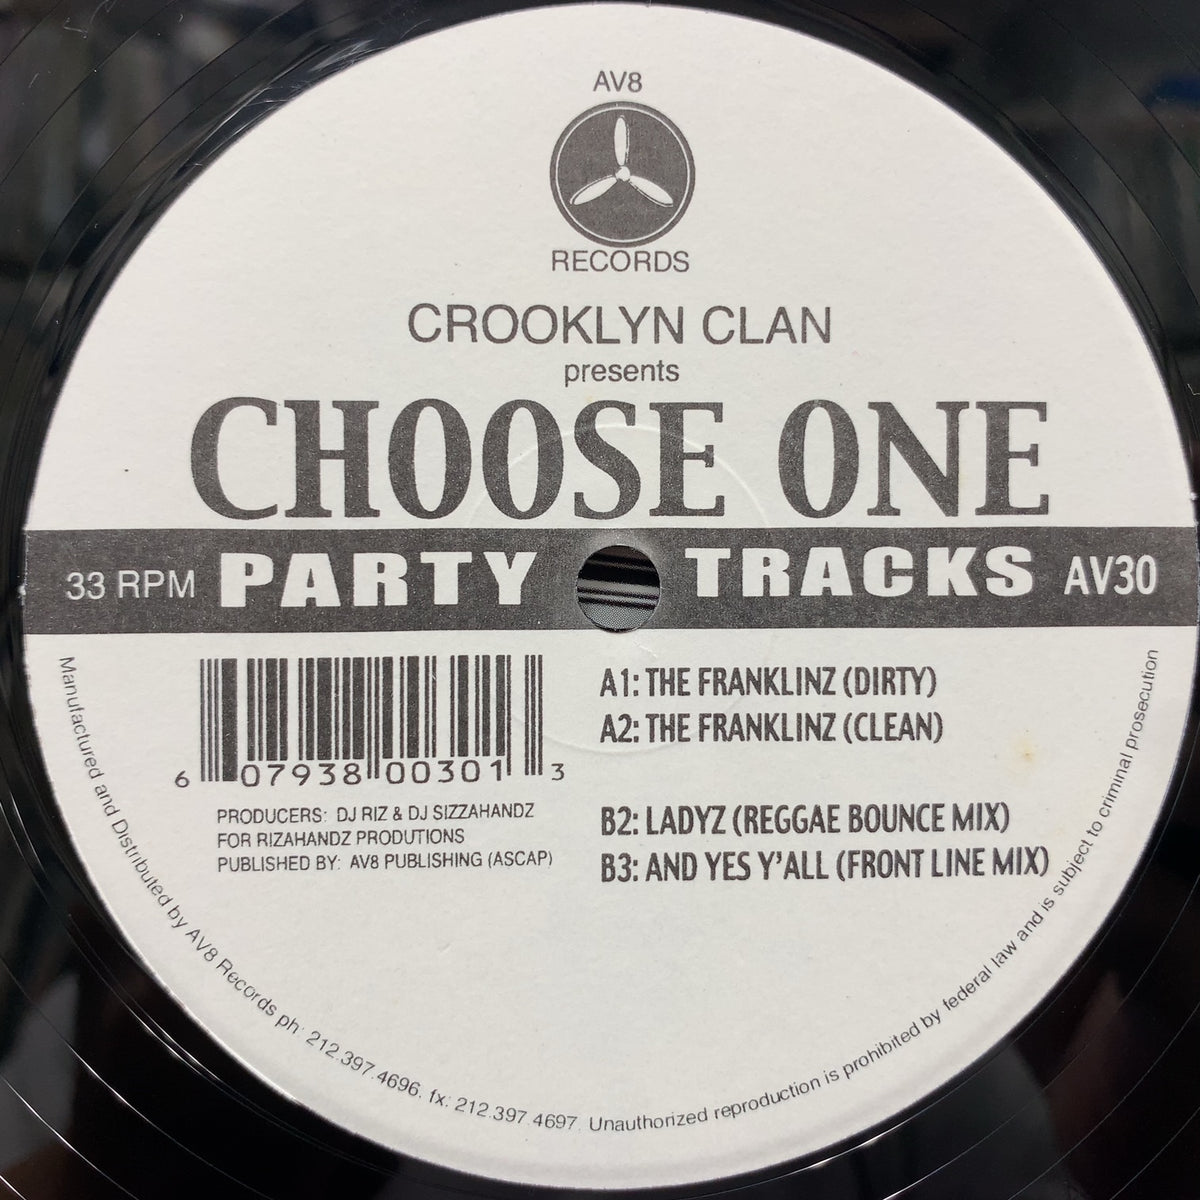 AV8
RECORDS
CROOKLYN CLAN
presents
CHOOSE ONE
33 RPM PARTY TRACKS AV30
6 07938 00301 3
PRODUCERS: DJ RIZ & DJ SIZZAHANDZ
FOR RIZAHANDZ PRODUTIONS
PUBLISHED BY: AV8 PUBLISHING (ASCAP)
A1: THE FRANKLINZ (DIRTY)
A2: THE FRANKLINZ (CLEAN)
B2: LADYZ (REGGAE BOUNCE MIX)
B3: AND YES Y'ALL (FRONT LINE MIX)
Manufactured and Distributed by AV8 Records ph: 212.397.4696, fx: 212.397.4697. Unauthorized reproduction is prohibited by federal law and is subject to criminal prosecution